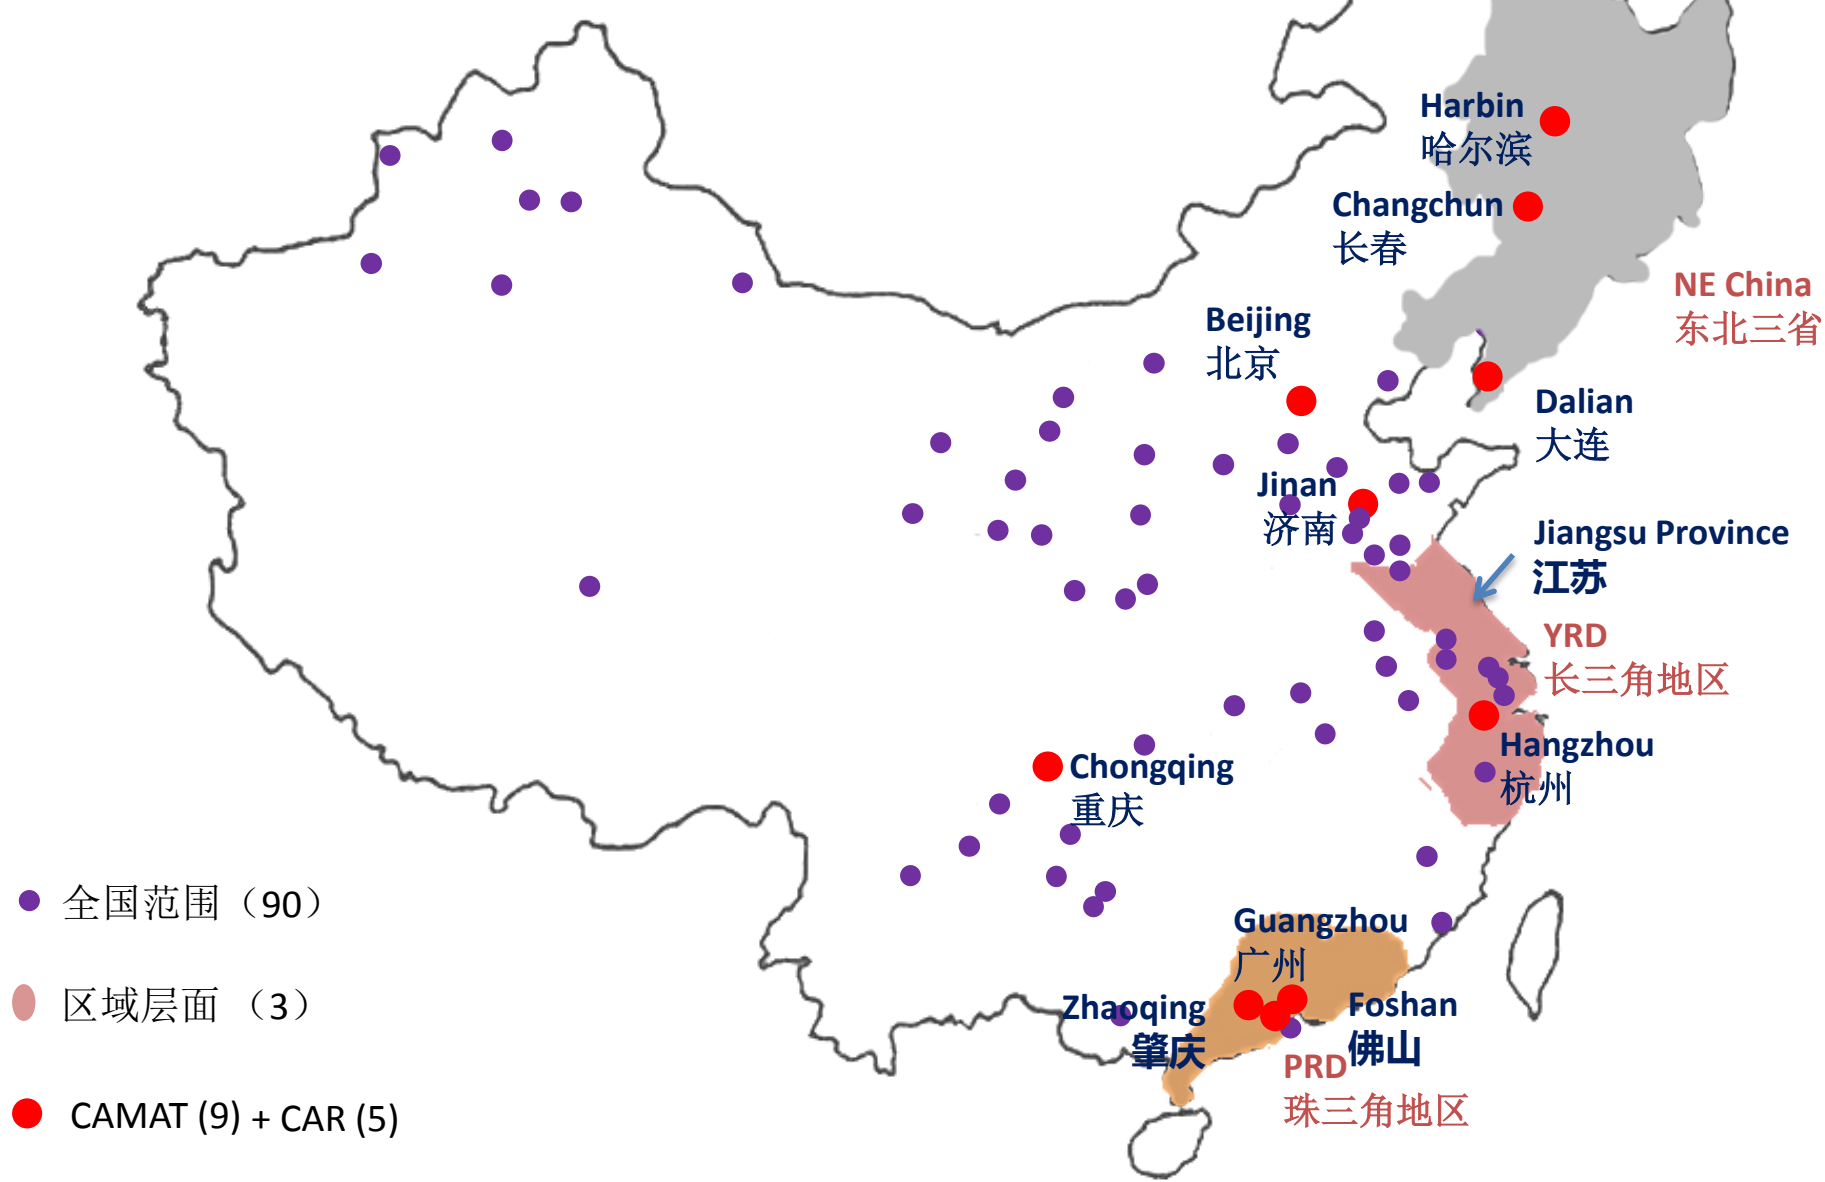 Harbin
哈尔滨
Changchun
长春
NE China
东北三省
Beijing
北京
Dalian
大连
Jinan
济南
Jiangsu Province
江苏
YRD
长三角地区
Hangzhou
杭州
Chongqing
重庆
Guangzhou
广州
Zhaoqing
肇庆
Foshan
佛山
PRD
珠三角地区
全国范围（90）
区域层面 （3）
CAMAT (9) + CAR (5)